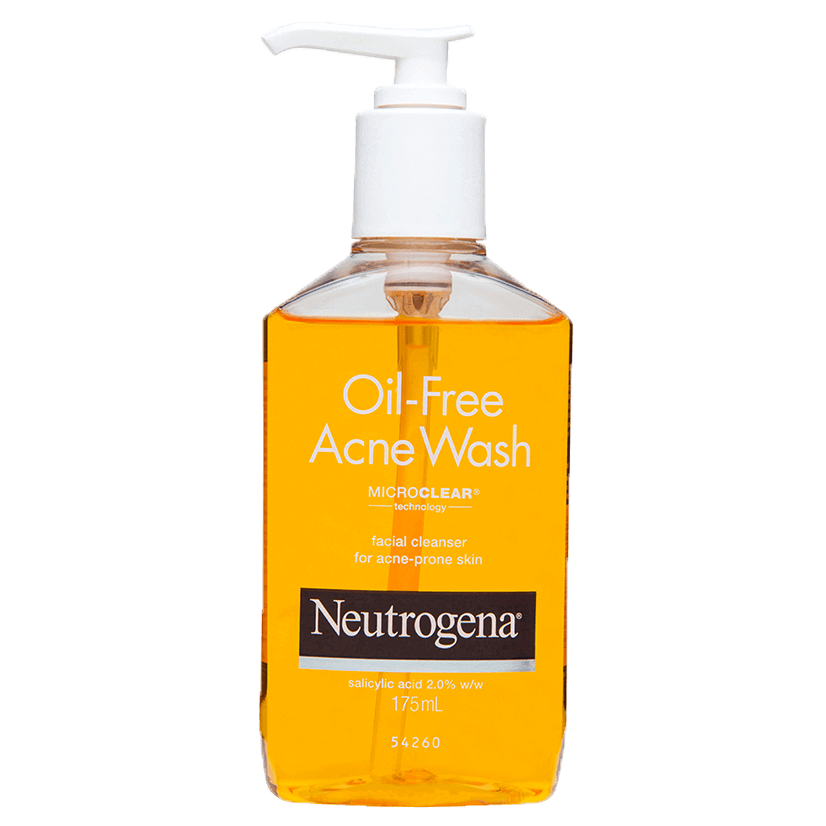 Oil-Free
Acne Wash
MICROCLEAR®
technology
facial cleanser
for acne-prone skin
Neutrogena®
salicylic acid 2.0% w/w
175mL
54260